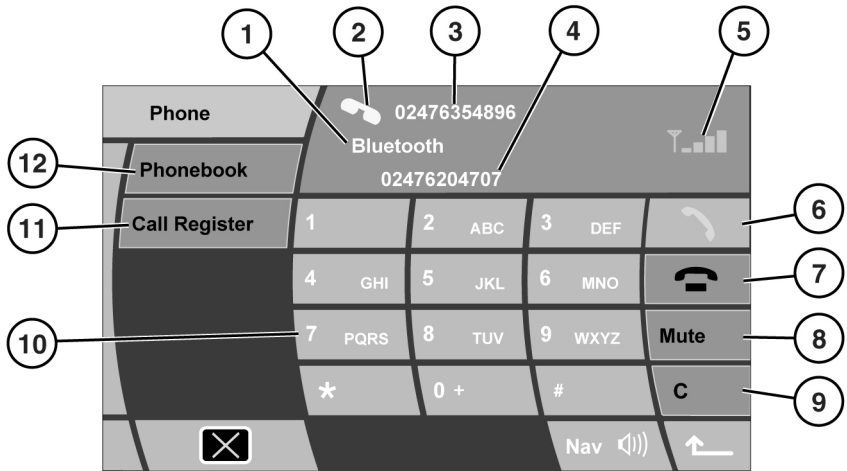 1 2 3 4 5
Phone
02476354896
Bluetooth
02476204707
12 Phonebook
11 Call Register
1 2 ABC 3 DEF 6
4 GHI 5 JKL 6 MNO 7
10 7 PQRS 8 TUV 9 WXYZ Mute 8
* 0 + # C 9
Nav